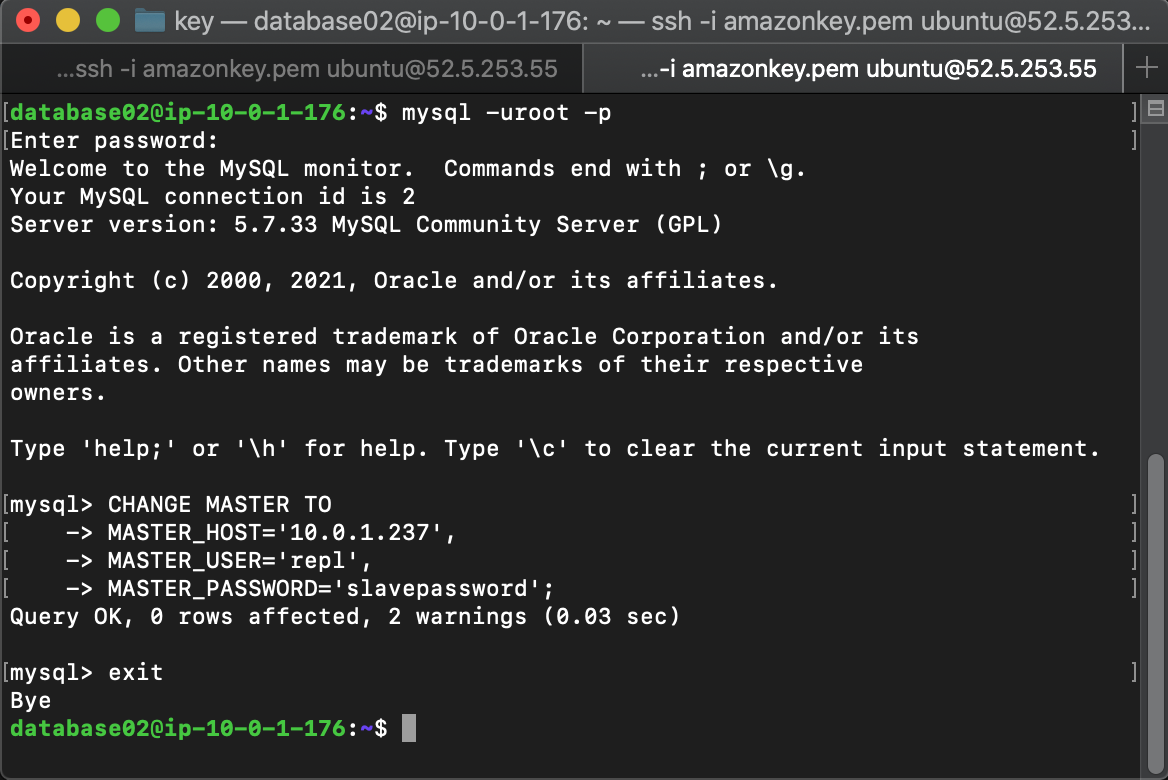 key — database02@ip-10-0-1-176: ~ — ssh -i amazonkey.pem ubuntu@52.5.253...
...ssh -i amazonkey.pem ubuntu@52.5.253.55
...-i amazonkey.pem ubuntu@52.5.253.55
[database02@ip-10-0-1-176:~$ mysql -uroot -p ]
[Enter password: ]
Welcome to the MySQL monitor.  Commands end with ; or \g.
Your MySQL connection id is 2
Server version: 5.7.33 MySQL Community Server (GPL)
Copyright (c) 2000, 2021, Oracle and/or its affiliates.
Oracle is a registered trademark of Oracle Corporation and/or its
affiliates. Other names may be trademarks of their respective
owners.
Type 'help;' or '\h' for help. Type '\c' to clear the current input statement.
[mysql> CHANGE MASTER TO ]
[    -> MASTER_HOST='10.0.1.237', ]
[    -> MASTER_USER='repl', ]
[    -> MASTER_PASSWORD='slavepassword'; ]
Query OK, 0 rows affected, 2 warnings (0.03 sec)
[mysql> exit ]
Bye
database02@ip-10-0-1-176:~$